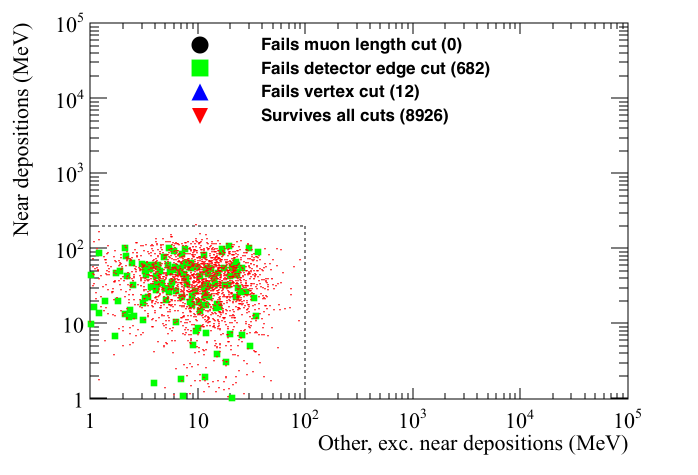 Near depositions (MeV)
10^5
10^4
10^3
10^2
10
1
Fails muon length cut (0)
Fails detector edge cut (682)
Fails vertex cut (12)
Survives all cuts (8926)
1
10
10^2
10^3
10^4
10^5
Other, exc. near depositions (MeV)